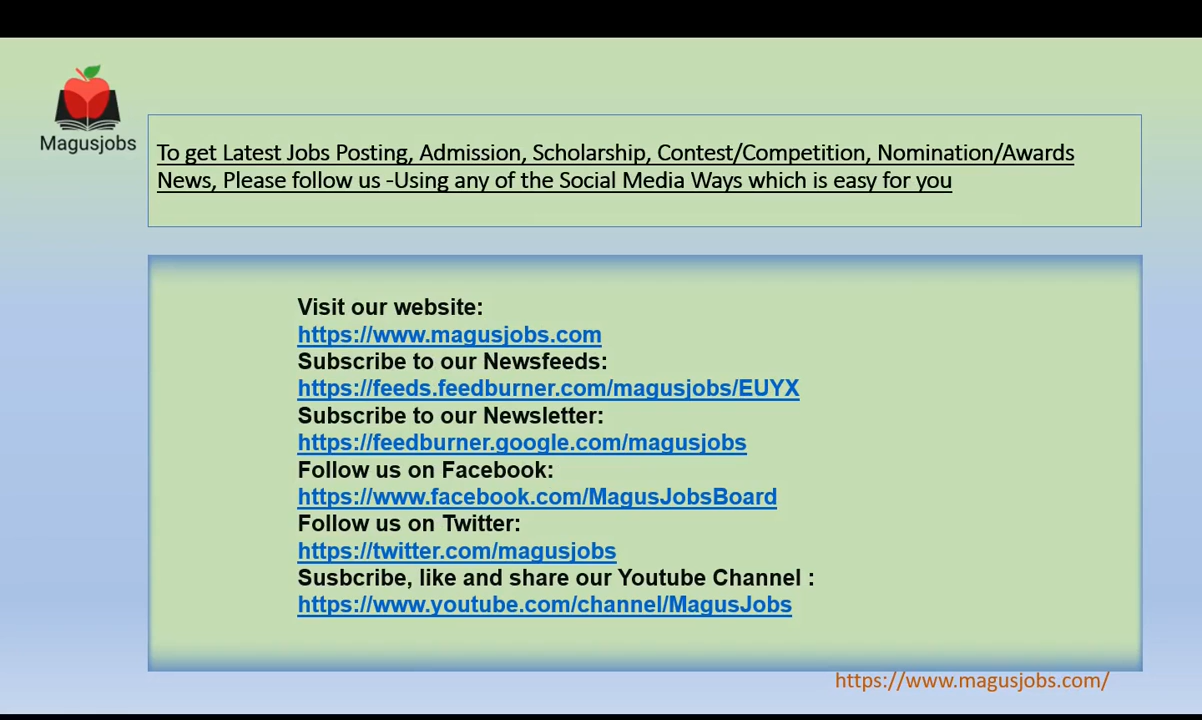 Magusjobs
To get Latest Jobs Posting, Admission, Scholarship, Contest/Competition, Nomination/Awards
News, Please follow us -Using any of the Social Media Ways which is easy for you
Visit our website:
https://www.magusjobs.com
Subscribe to our Newsfeeds:
https://feeds.feedburner.com/magusjobs/EUYX
Subscribe to our Newsletter:
https://feedburner.google.com/magusjobs
Follow us on Facebook:
https://www.facebook.com/MagusJobsBoard
Follow us on Twitter:
https://twitter.com/magusjobs
Susbcribe, like and share our Youtube Channel :
https://www.youtube.com/channel/MagusJobs
https://www.magusjobs.com/